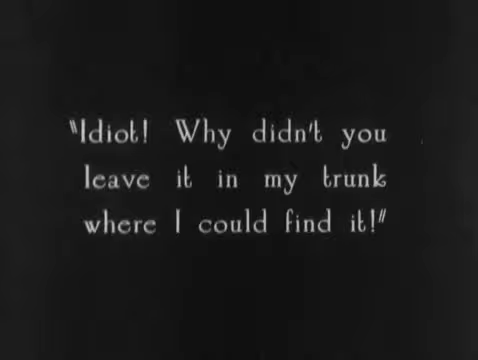 "Idiot! Why didn't you
leave it in my trunk
where I could find it!"